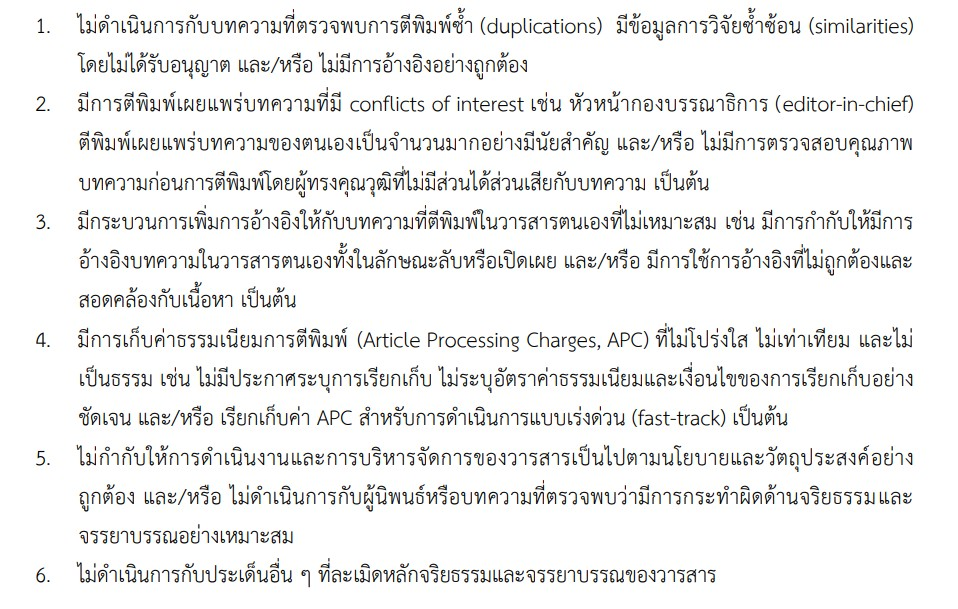 1. ไม่ดำเนินการกับบทความที่ตรวจพบการตีพิมพ์ซ้ำ (duplications) มีข้อมูลการวิจัยซ้ำซ้อน (similarities)
โดยไม่ได้รับอนุญาต และ/หรือ ไม่มีการอ้างอิงอย่างถูกต้อง
2. มีการตีพิมพ์เผยแพร่บทความที่มี conflicts of interest เช่น หัวหน้ากองบรรณาธิการ (editor-in-chief)
ตีพิมพ์เผยแพร่บทความของตนเองเป็นจำนวนมากอย่างมีนัยสำคัญ และ/หรือ ไม่มีการตรวจสอบคุณภาพ
บทความก่อนการตีพิมพ์โดยผู้ทรงคุณวุฒิที่ไม่มีส่วนได้ส่วนเสียกับบทความ เป็นต้น
3. มีกระบวนการเพิ่มการอ้างอิงให้กับบทความที่ตีพิมพ์ในวารสารตนเองที่ไม่เหมาะสม เช่น มีการกำกับให้มีการ
อ้างอิงบทความในวารสารตนเองทั้งในลักษณะลับหรือเปิดเผย และ/หรือ มีการใช้การอ้างอิงที่ไม่ถูกต้องและ
สอดคล้องกับเนื้อหา เป็นต้น
4. มีการเก็บค่าธรรมเนียมการตีพิมพ์ (Article Processing Charges, APC) ที่ไม่โปร่งใส ไม่เท่าเทียม และไม่
เป็นธรรม เช่น ไม่มีประกาศระบุการเรียกเก็บ ไม่ระบุอัตราค่าธรรมเนียมและเงื่อนไขของการเรียกเก็บอย่าง
ชัดเจน และ/หรือ เรียกเก็บค่า APC สำหรับการดำเนินการแบบเร่งด่วน (fast-track) เป็นต้น
5. ไม่กำกับให้การดำเนินงานและการบริหารจัดการของวารสารเป็นไปตามนโยบายและวัตถุประสงค์อย่าง
ถูกต้อง และ/หรือ ไม่ดำเนินการกับผู้นิพนธ์หรือบทความที่ตรวจพบว่ามีการกระทำผิดด้านจริยธรรมและ
จรรยาบรรณอย่างเหมาะสม
6. ไม่ดำเนินการกับประเด็นอื่น ๆ ที่ละเมิดหลักจริยธรรมและจรรยาบรรณของวารสาร